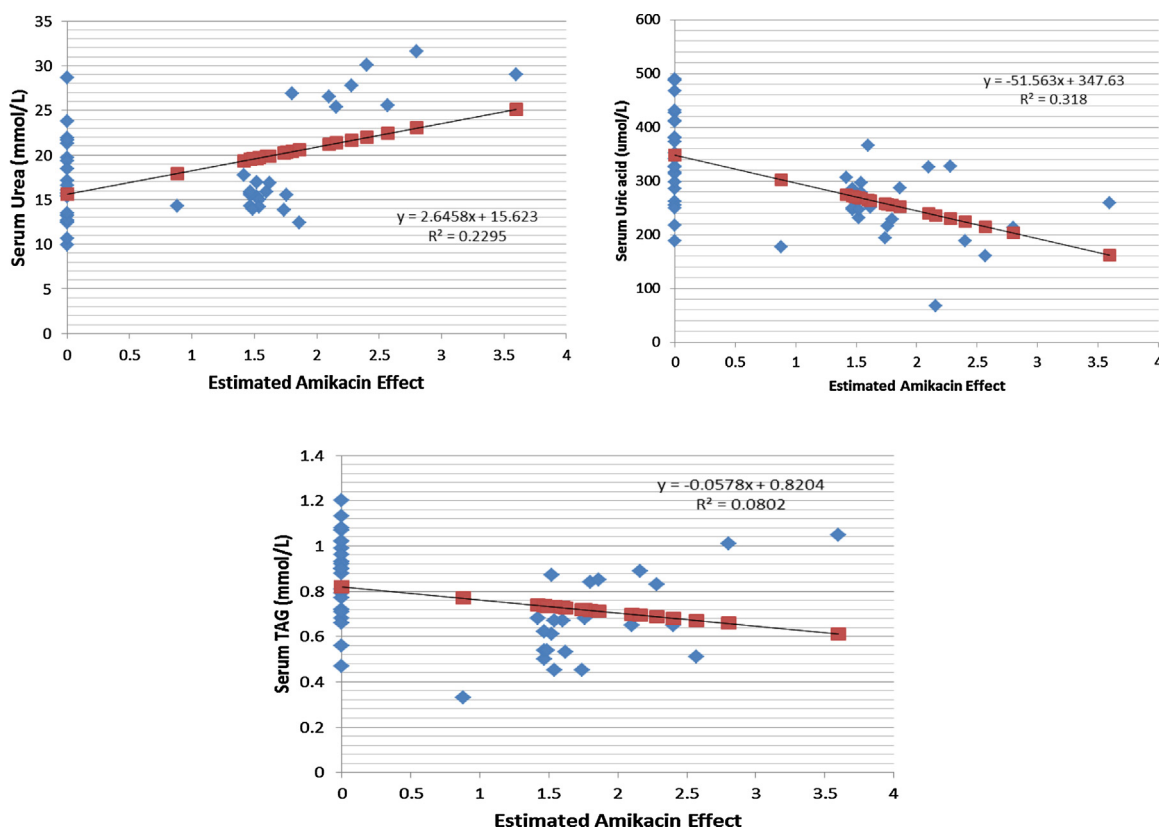 35
30
25
20
15
10
5
0
Serum Urea (mmol/L)
y = 2.6458x + 15.623
R² = 0.2295
0 0.5 1 1.5 2 2.5 3 3.5 4
Estimated Amikacin Effect
600
500
400
300
200
100
0
Serum Uric acid (umol/L)
y = -51.563x + 347.63
R² = 0.318
0 0.5 1 1.5 2 2.5 3 3.5 4
Estimated Amikacin Effect
1.4
1.2
1
0.8
0.6
0.4
0.2
0
Serum TAG (mmol/L)
y = -0.0578x + 0.8204
R² = 0.0802
0 0.5 1 1.5 2 2.5 3 3.5 4
Estimated Amikacin Effect